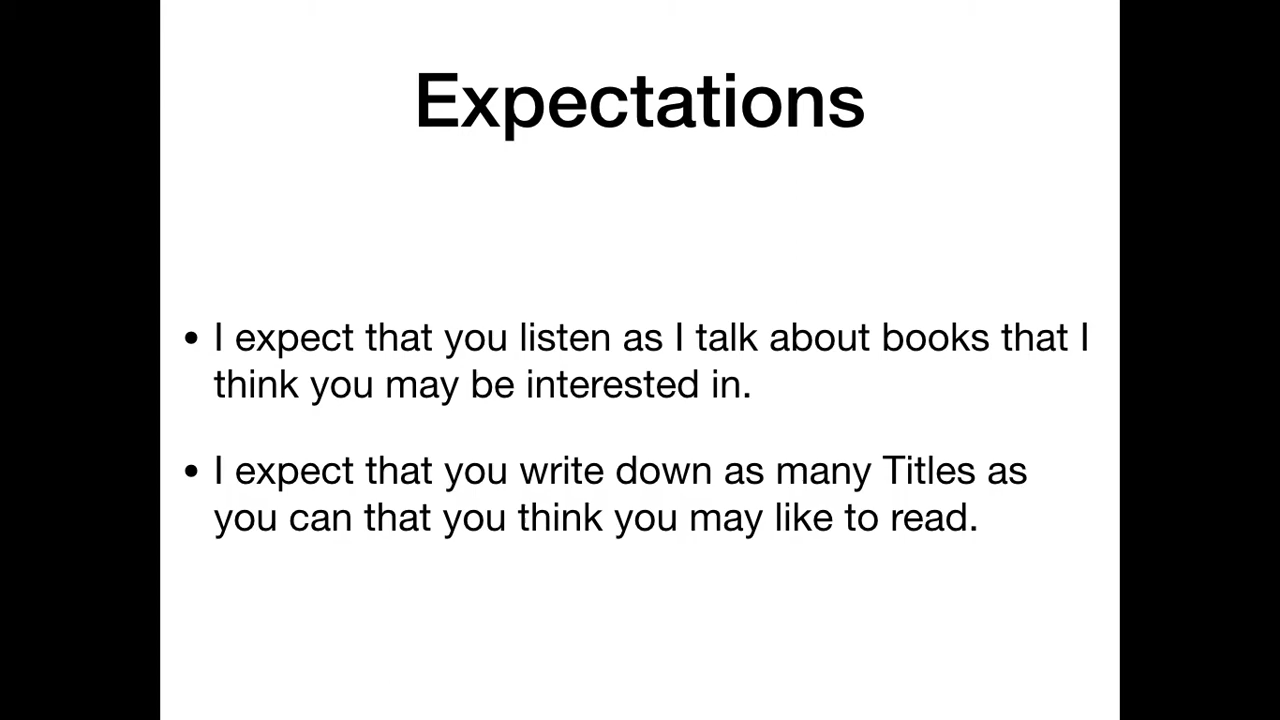 Expectations
• I expect that you listen as I talk about books that I
think you may be interested in.
• I expect that you write down as many Titles as
you can that you think you may like to read.